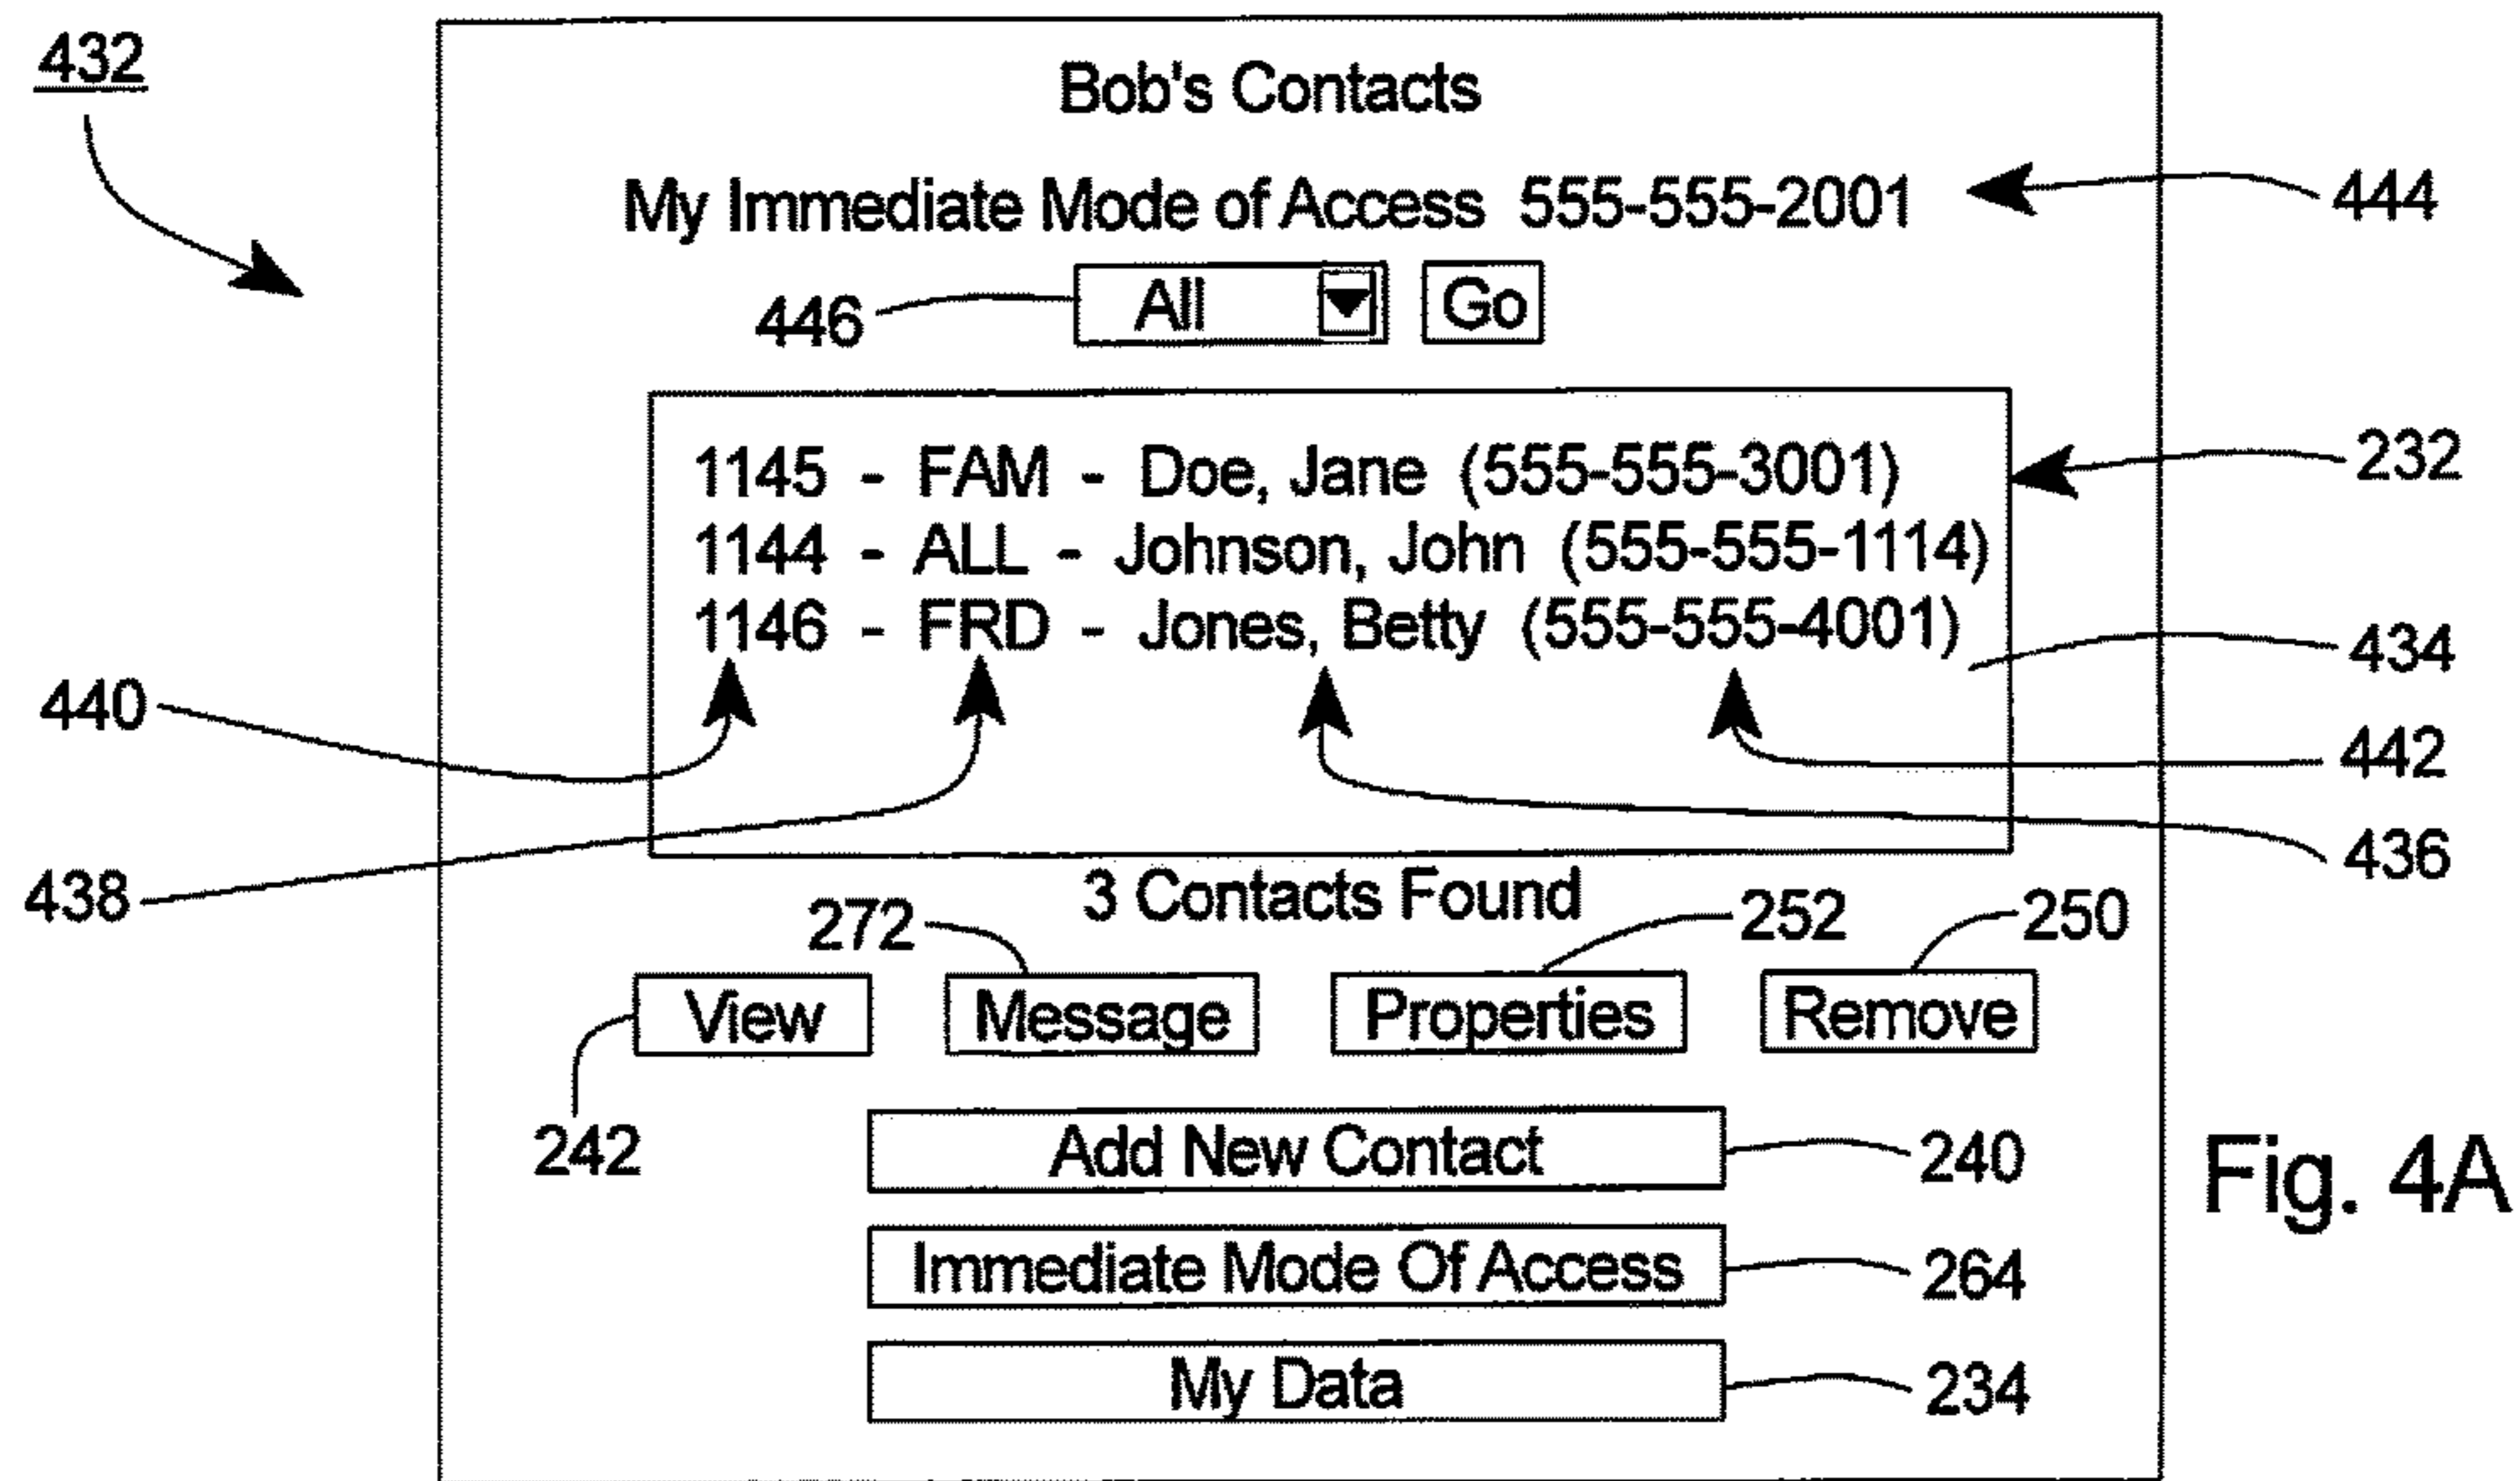 432
Bob's Contacts
My Immediate Mode of Access 555-555-2001
444
446
All
Go
1145 - FAM - Doe, Jane (555-555-3001)
232
1144 - ALL - Johnson, John (555-555-1114)
1146 - FRD - Jones, Betty (555-555-4001)
434
440
442
436
438
3 Contacts Found
272
252
250
View
Message
Properties
Remove
242
Add New Contact
240
Fig. 4A
Immediate Mode Of Access
264
My Data
234